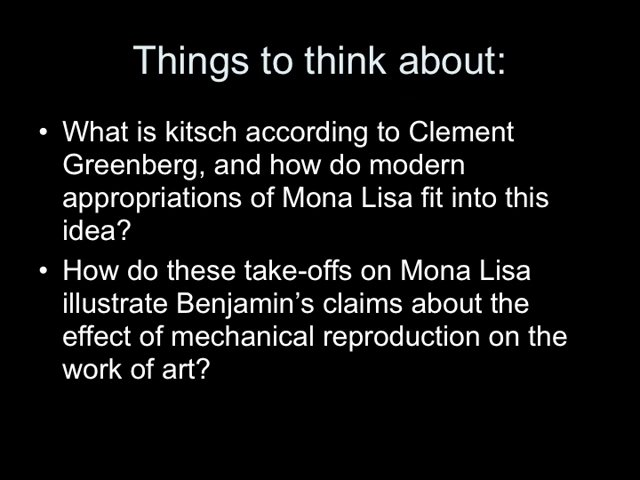 Things to think about:
• What is kitsch according to Clement
Greenberg, and how do modern
appropriations of Mona Lisa fit into this
idea?
• How do these take-offs on Mona Lisa
illustrate Benjamin's claims about the
effect of mechanical reproduction on the
work of art?